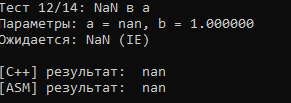 Тест 12/14: NaN в a
Параметры: a = nan, b = 1.000000
Ожидается: NaN (IE)
[C++] результат:  nan
[ASM] результат:  nan